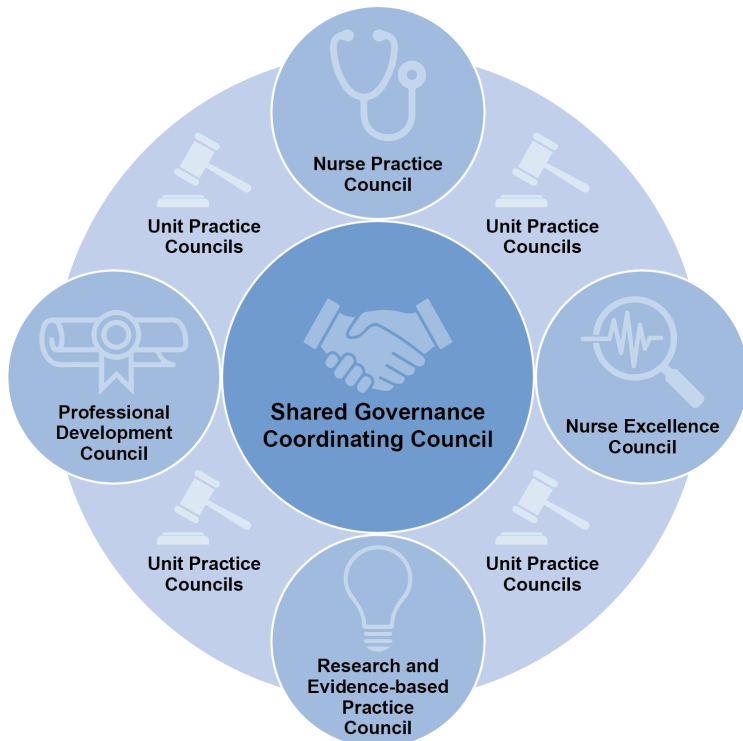 Nurse Practice
Council
Unit Practice
Councils
Unit Practice
Councils
Professional
Development
Council
Shared Governance
Coordinating Council
Nurse Excellence
Council
Unit Practice
Councils
Unit Practice
Councils
Research and
Evidence-based
Practice
Council